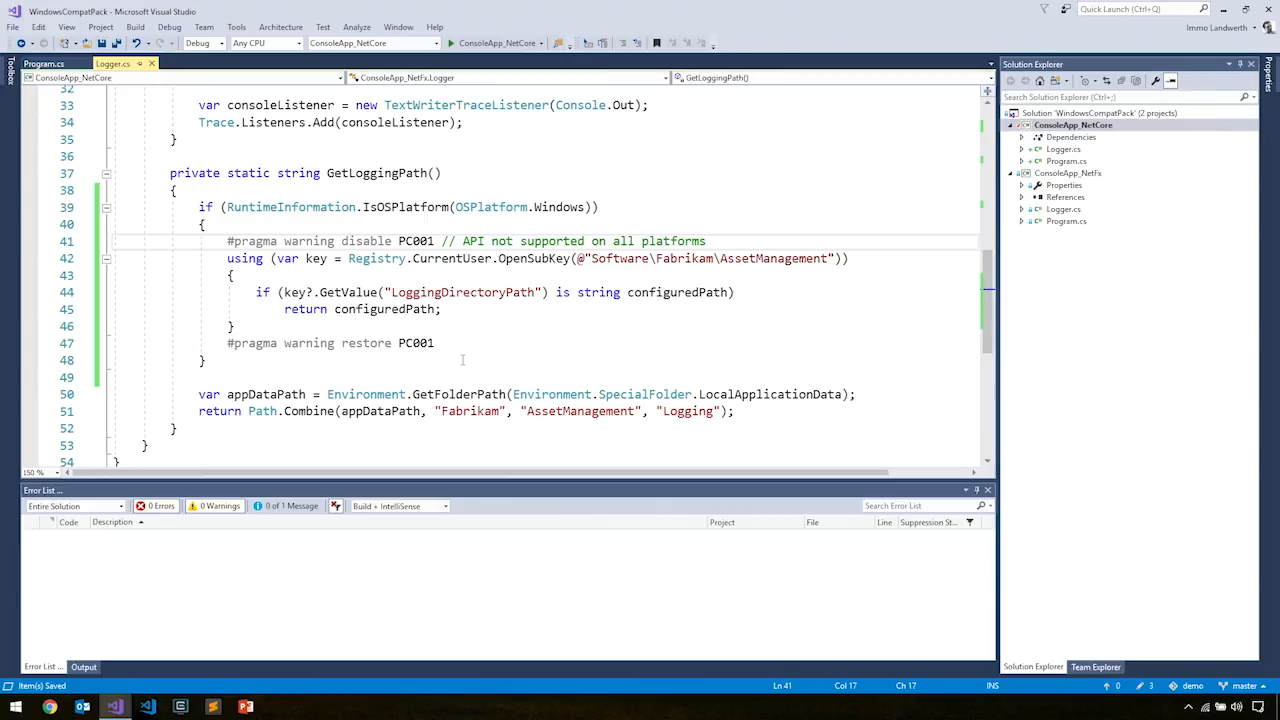 WindowsCompatPack - Microsoft Visual Studio
Quick Launch (Ctrl+Q)
File Edit View Project Build Debug Team Tools Architecture Test Analyze Window Help
Immo Landwerth
Debug Any CPU ConsoleApp_NetCore ConsoleApp_NetCore
Toolbox
Program.cs Logger.cs
ConsoleApp_NetCore ConsoleApp_NetFx.Logger GetLoggingPath()
32
33 var consoleListener = new TextWriterTraceListener(Console.Out);
34 Trace.Listeners.Add(consoleListener);
35 }
36
37 private static string GetLoggingPath()
38 {
39 if (RuntimeInformation.IsOSPlatform(OSPlatform.Windows))
40 {
41 #pragma warning disable PC001 // API not supported on all platforms
42 using (var key = Registry.CurrentUser.OpenSubKey(@"Software\Fabrikam\AssetManagement"))
43 {
44 if (key?.GetValue("LoggingDirectoryPath") is string configuredPath)
45 return configuredPath;
46 }
47 #pragma warning restore PC001
48 }
49
50 var appDataPath = Environment.GetFolderPath(Environment.SpecialFolder.LocalApplicationData);
51 return Path.Combine(appDataPath, "Fabrikam", "AssetManagement", "Logging");
52 }
53 }
54 }
150 %
Solution Explorer
Search Solution Explorer (Ctrl+;)
Solution 'WindowsCompatPack' (2 projects)
ConsoleApp_NetCore
Dependencies
Logger.cs
Program.cs
ConsoleApp_NetFx
Properties
References
Logger.cs
Program.cs
Properties
Error List ...
Entire Solution 0 Errors 0 Warnings 0 of 1 Message Build + IntelliSense Search Error List
Code Description Project File Line Suppression St...
Error List ... Output
Solution Explorer Team Explorer
Item(s) Saved Ln 41 Col 17 Ch 17 INS 0 3 demo master